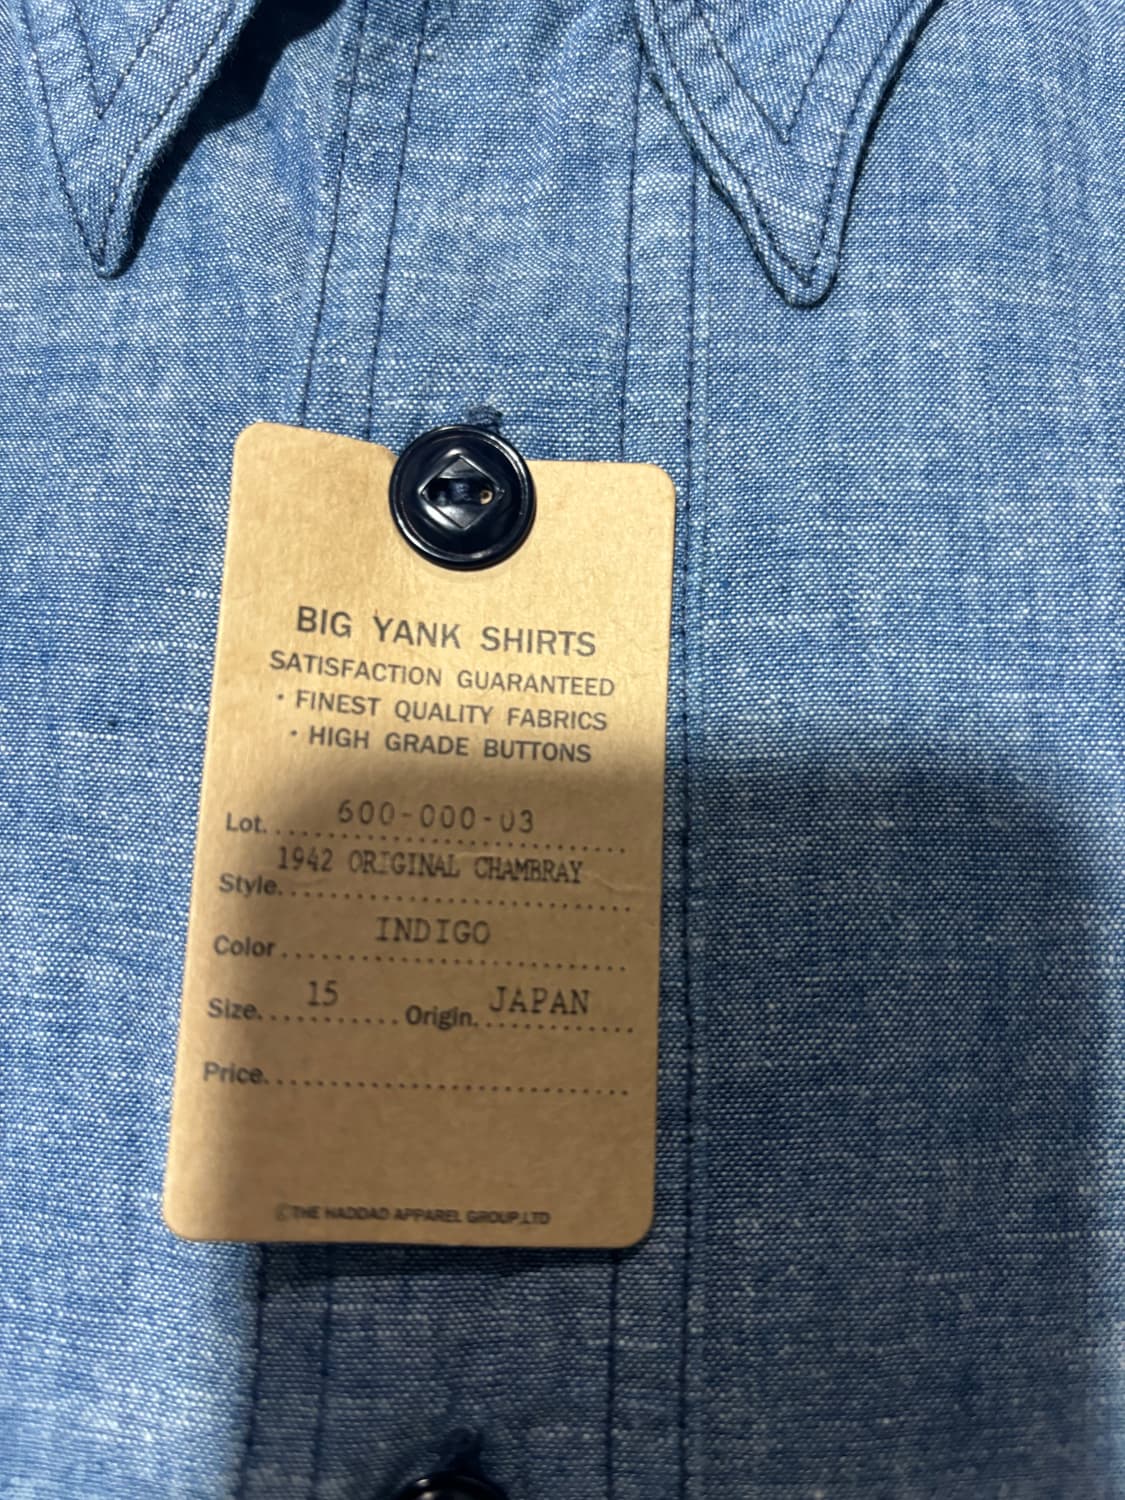 BIG YANK SHIRTS
SATISFACTION GUARANTEED
• FINEST QUALITY FABRICS
• HIGH GRADE BUTTONS
Lot. 600-000-03
Style. 1942 ORIGINAL CHAMBRAY
Color INDIGO
Size. 15 Origin. JAPAN
Price.
©THE HADDAD APPAREL GROUP,LTD